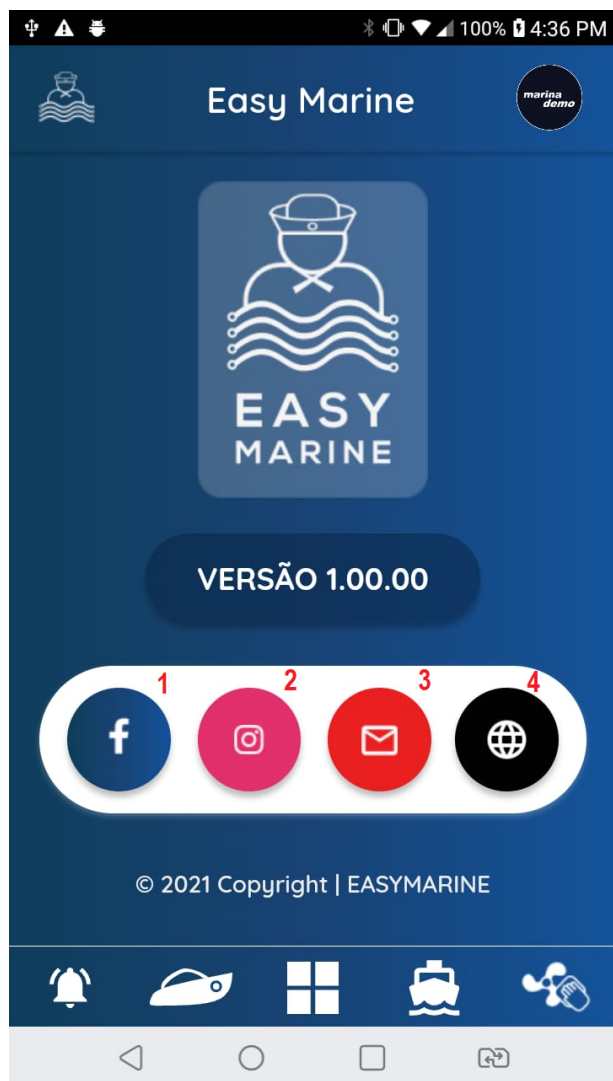 100% 4:36 PM
Easy Marine
marina
demo
EASY
MARINE
VERSÃO 1.00.00
1 2 3 4
f
© 2021 Copyright | EASYMARINE